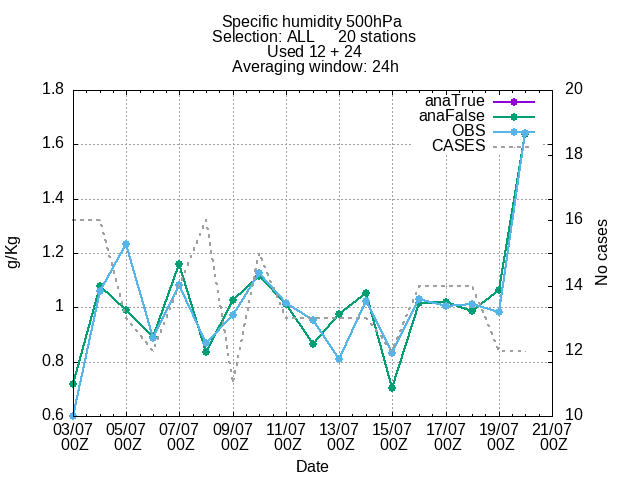 Specific humidity 500hPa
Selection: ALL 20 stations
Used 12 + 24
Averaging window: 24h
1.8 20
anaTrue
anaFalse
OBS
1.6 CASES
18
1.4
16
1.2
g/Kg No cases
14
1
12
0.8
0.6 10
03/07 05/07 07/07 09/07 11/07 13/07 15/07 17/07 19/07 21/07
00Z 00Z 00Z 00Z 00Z 00Z 00Z 00Z 00Z 00Z
Date